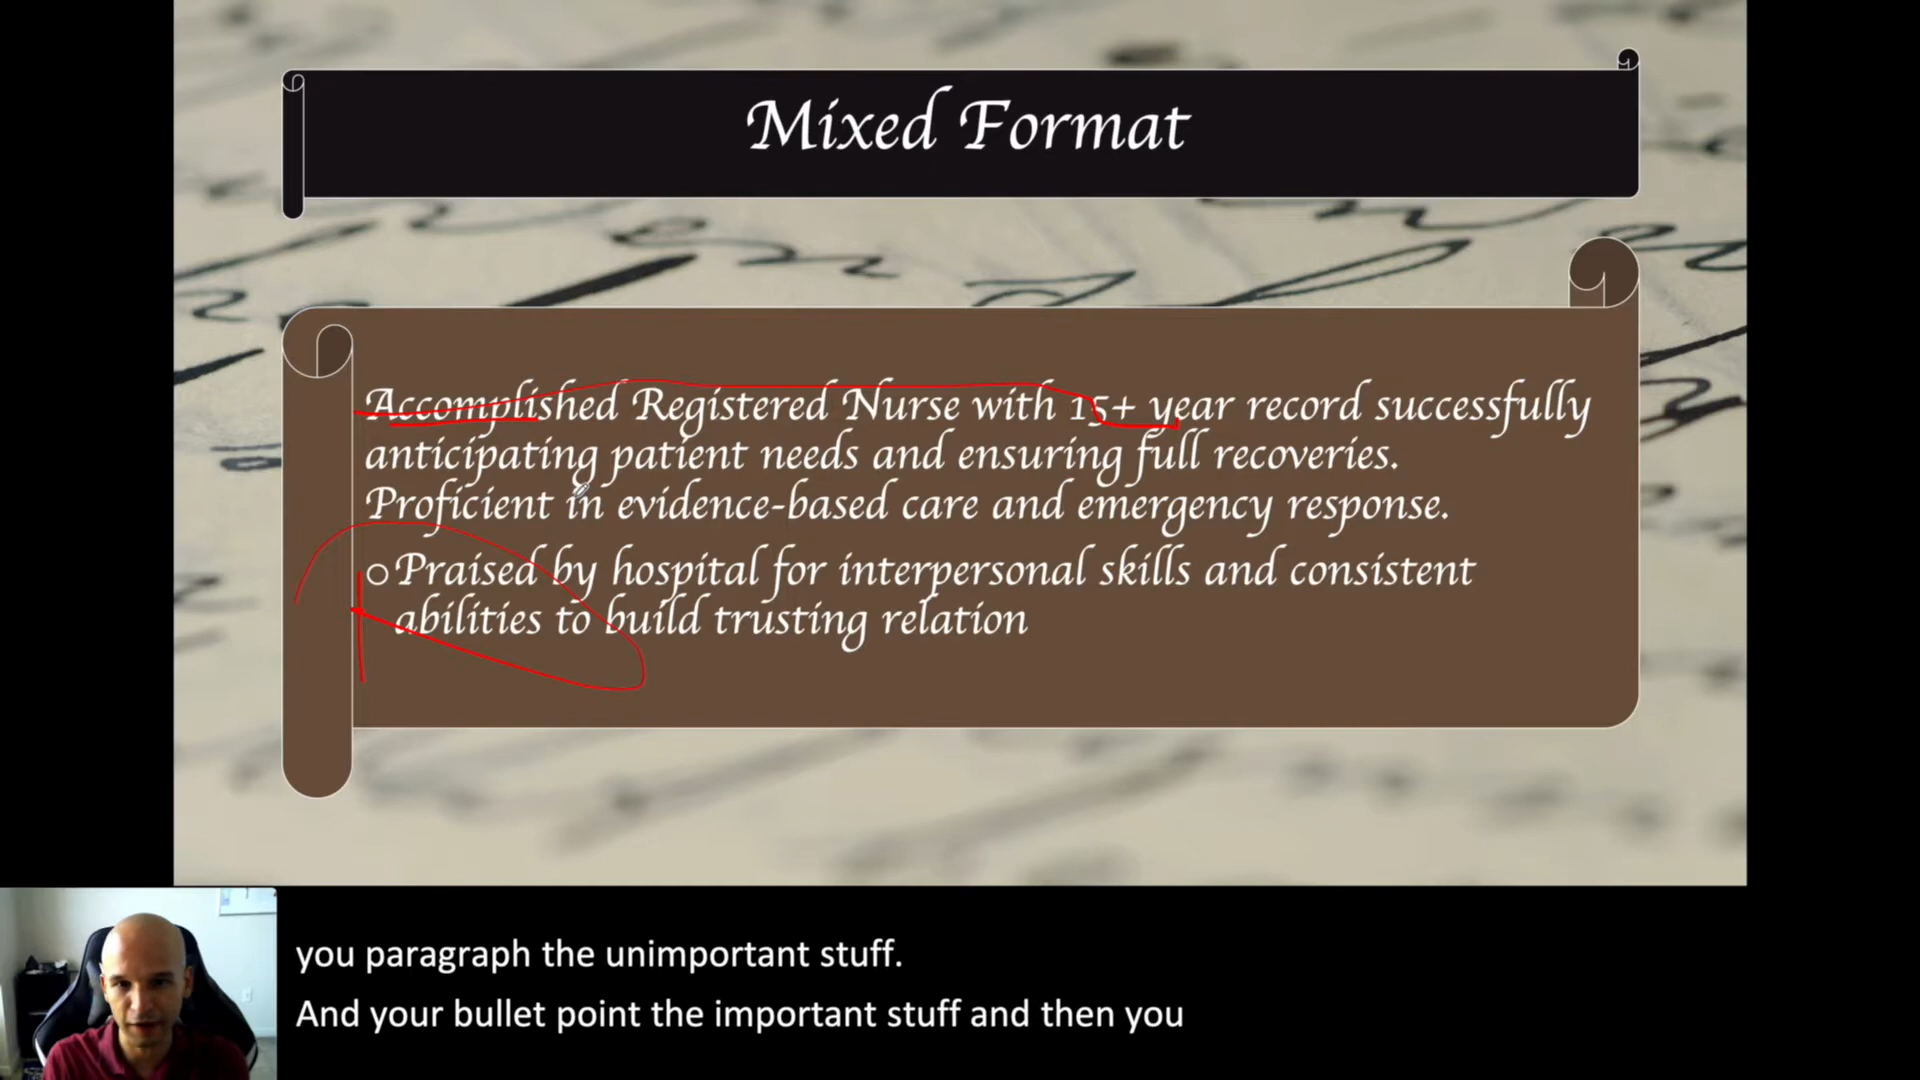 Mixed Format
Accomplished Registered Nurse with 15+ year record successfully
anticipating patient needs and ensuring full recoveries.
Proficient in evidence-based care and emergency response.
○Praised by hospital for interpersonal skills and consistent
abilities to build trusting relation
you paragraph the unimportant stuff.
And your bullet point the important stuff and then you